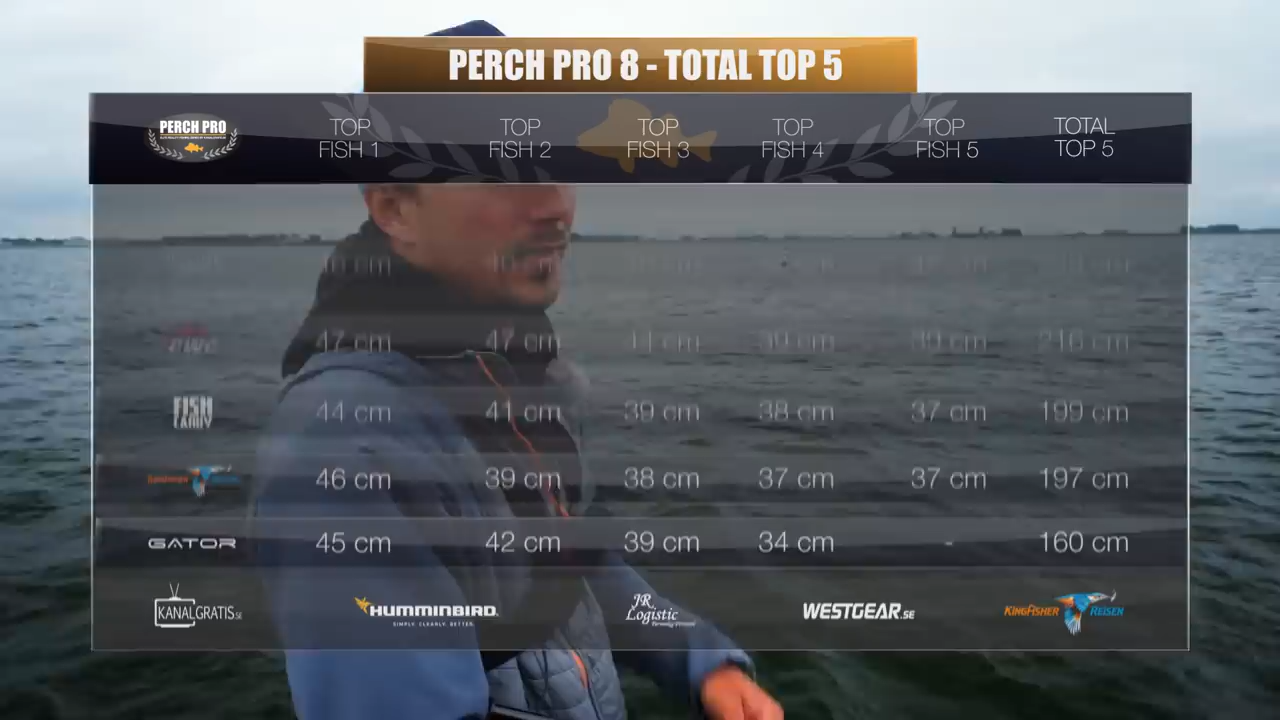 PERCH PRO 8 - TOTAL TOP 5
PERCH PRO
TOP FISH 1 TOP FISH 2 TOP FISH 3 TOP FISH 4 TOP FISH 5 TOTAL TOP 5
47 cm 47 cm cm cm cm cm
44 cm 41 cm 39 cm 38 cm 37 cm 199 cm
46 cm 39 cm 38 cm 37 cm 37 cm 197 cm
GATOR 45 cm 42 cm 39 cm 34 cm - 160 cm
KANALGRATIS.SE HUMMINBIRD JR. Logistic WESTGEAR.SE KINGFISHER REISEN
SIMPLY. CLEARLY. BETTER.